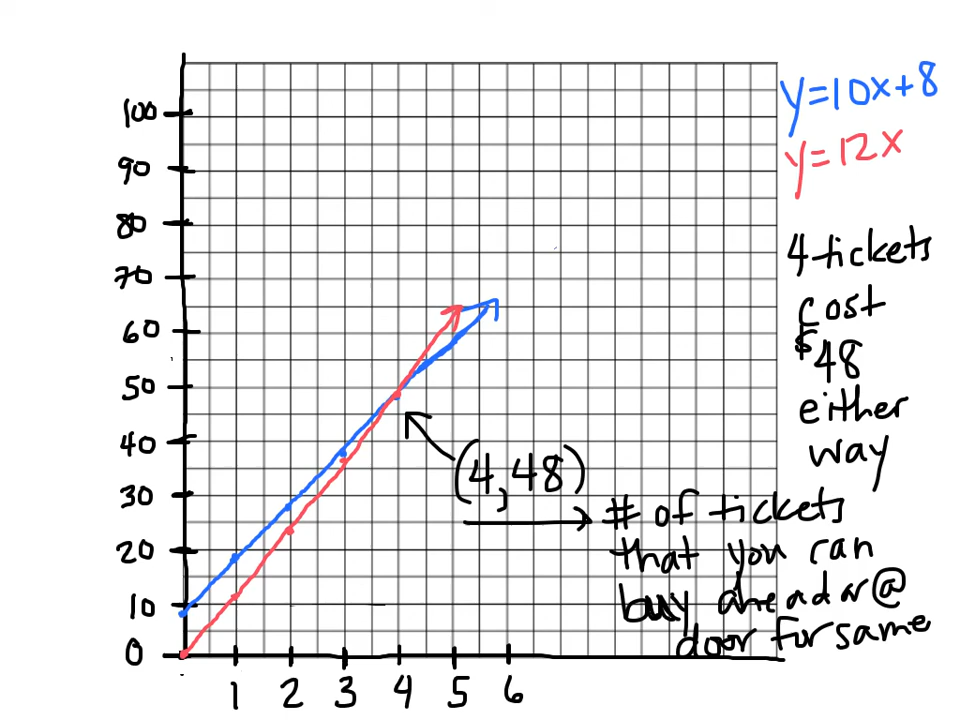 y=10x+8
y=12x
100
90
80
70
60
50
40
30
20
10
0
1 2 3 4 5 6
4 tickets
cost
$48
either
way
(4,48)
# of tickets
that you can
buy ahead or @
door for same